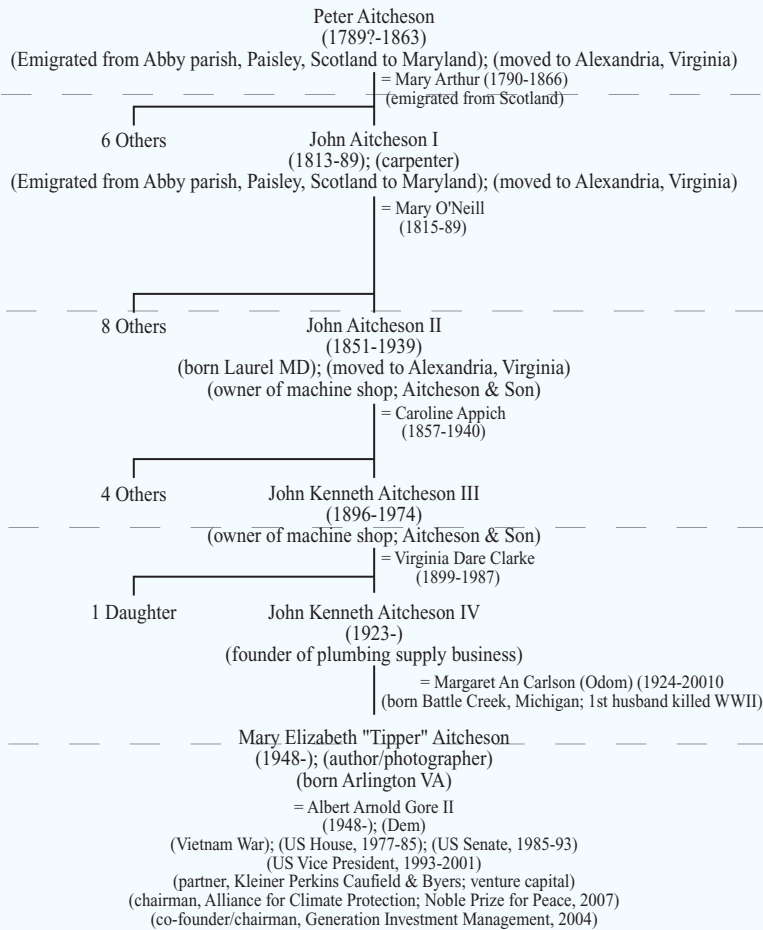 Peter Aitcheson
(1789?-1863)
(Emigrated from Abby parish, Paisley, Scotland to Maryland); (moved to Alexandria, Virginia)
= Mary Arthur (1790-1866)
(emigrated from Scotland)
6 Others
John Aitcheson I
(1813-89); (carpenter)
(Emigrated from Abby parish, Paisley, Scotland to Maryland); (moved to Alexandria, Virginia)
= Mary O'Neill
(1815-89)
8 Others
John Aitcheson II
(1851-1939)
(born Laurel MD); (moved to Alexandria, Virginia)
(owner of machine shop; Aitcheson & Son)
= Caroline Appich
(1857-1940)
4 Others
John Kenneth Aitcheson III
(1896-1974)
(owner of machine shop; Aitcheson & Son)
= Virginia Dare Clarke
(1899-1987)
1 Daughter
John Kenneth Aitcheson IV
(1923-)
(founder of plumbing supply business)
= Margaret An Carlson (Odom) (1924-20010
(born Battle Creek, Michigan; 1st husband killed WWII)
Mary Elizabeth "Tipper" Aitcheson
(1948-); (author/photographer)
(born Arlington VA)
= Albert Arnold Gore II
(1948-); (Dem)
(Vietnam War); (US House, 1977-85); (US Senate, 1985-93)
(US Vice President, 1993-2001)
(partner, Kleiner Perkins Caufield & Byers; venture capital)
(chairman, Alliance for Climate Protection; Noble Prize for Peace, 2007)
(co-founder/chairman, Generation Investment Management, 2004)